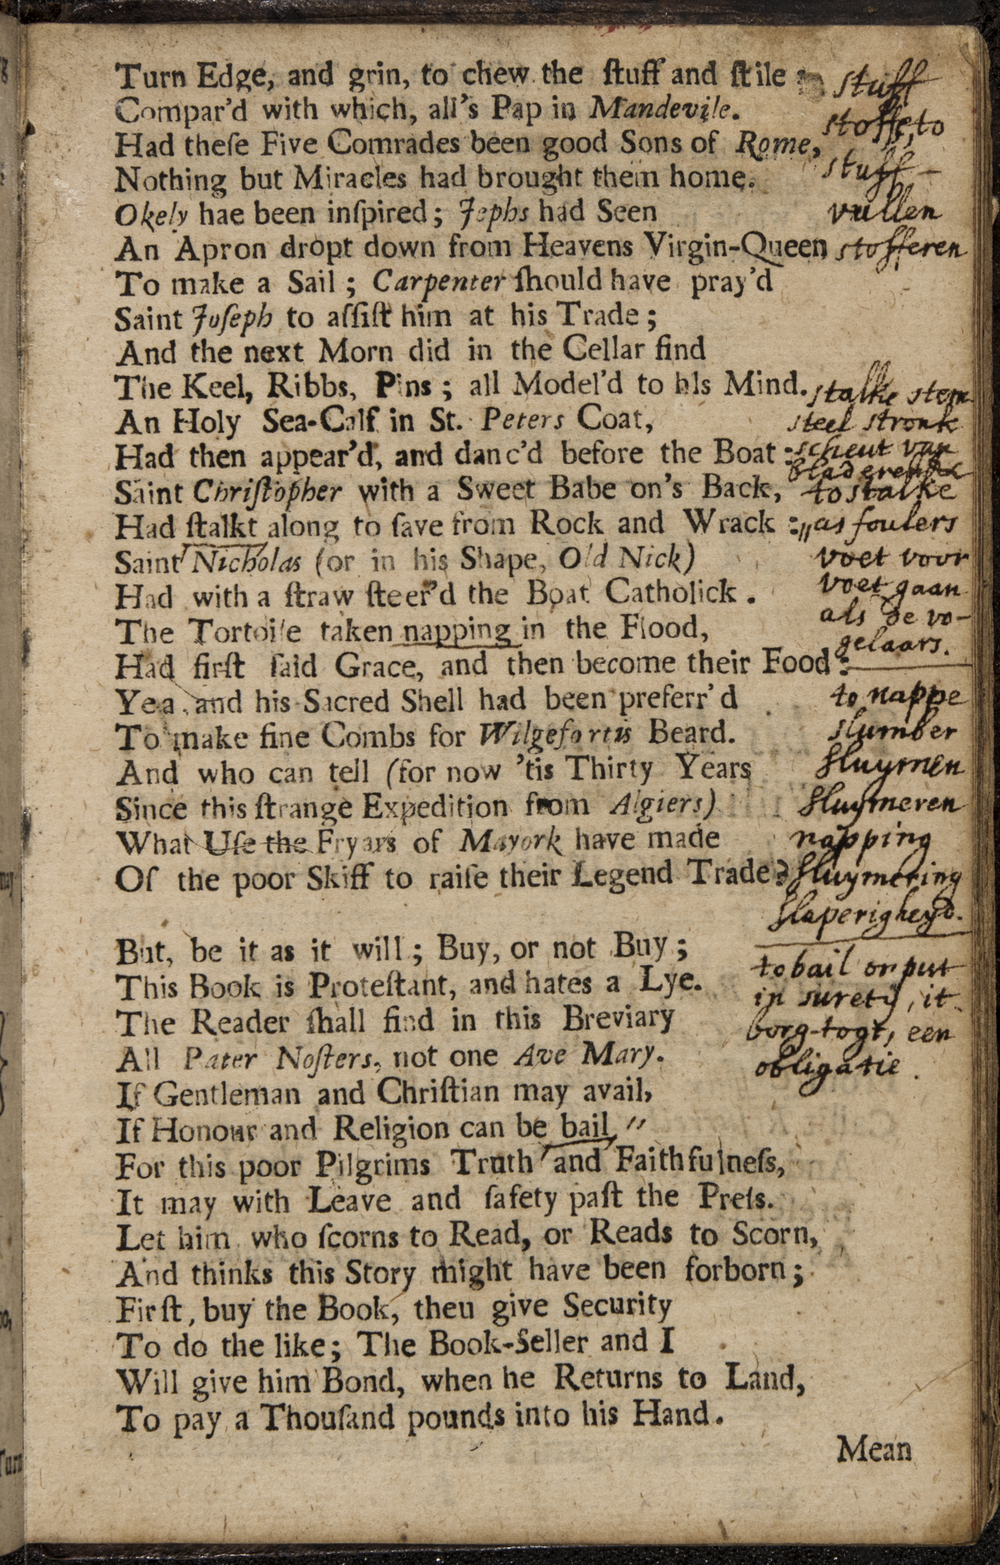 Turn Edge, and grin, to chew the ſtuff and ſtile :
Compar'd with which, all's Pap in Mandevile.
Had theſe Five Comrades been good Sons of Rome,
Nothing but Miracles had brought them home.
Okely hae been inſpired; Jephs had Seen
An Apron dropt down from Heavens Virgin-Queen
To make a Sail; Carpenter ſhould have pray'd
Saint Joſeph to aſſiſt him at his Trade;
And the next Morn did in the Cellar find
The Keel, Ribbs, Pins; all Model'd to hIs Mind.
An Holy Sea-Calf in St. Peters Coat,
Had then appear'd, and danc'd before the Boat :
Saint Chriſtopher with a Sweet Babe on's Back,
Had ſtalkt along to ſave from Rock and Wrack :
Saint Nicholas (or in his Shape, Old Nick)
Had with a ſtraw ſteer'd the Boat Catholick.
The Tortoiſe taken napping in the Flood,
Had firſt ſaid Grace, and then become their Food:
Yea, and his Sacred Shell had been preferr'd
To make fine Combs for Wilgefortis Beard.
And who can tell (for now 'tis Thirty Years
Since this ſtrange Expedition from Algiers)
What Uſe the Fryars of Mayork have made
Of the poor Skiff to raiſe their Legend Trade?
But, be it as it will; Buy, or not Buy;
This Book is Proteſtant, and hates a Lye.
The Reader ſhall find in this Breviary
All Pater Noſters, not one Ave Mary.
If Gentleman and Chriſtian may avail,
If Honour and Religion can be bail,
For this poor Pilgrims Truth and Faithfulneſs,
It may with Leave and ſafety paſt the Preſs.
Let him who ſcorns to Read, or Reads to Scorn,
And thinks this Story might have been forborn;
Firſt, buy the Book, then give Security
To do the like; The Book-Seller and I
Will give him Bond, when he Returns to Land,
To pay a Thouſand pounds into his Hand.
Mean
stuff
stoffe, to
stuff -
vullen
stofferen
stalke stem
steel stronk
scheut van
bladeren
to stalke
as foulers
voet voor
voet gaan
als de vo-
gelaars.
to nappe
slumber
sluymen
sluymeren
napping
sluymering
slaperigheyd.
to bail or put
in surety, it
borg-togt, een
obligatie.